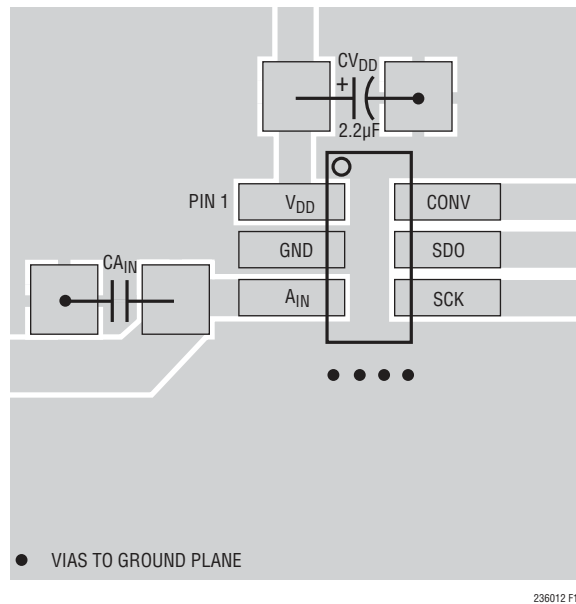 CVDD
+
2.2µF
PIN 1
VDD
CONV
GND
SDO
CAIN
AIN
SCK
VIAS TO GROUND PLANE
236012 F1